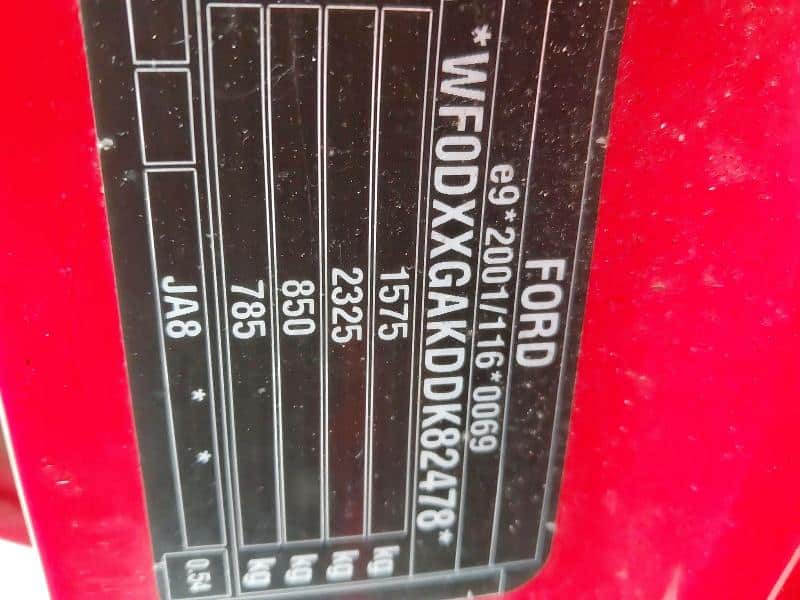 FORD
e9*2001/116*0069
*WF0DXXGAKDDK82478*
1575 kg
2325 kg
850 kg
785 kg
JA8 * * 0.54